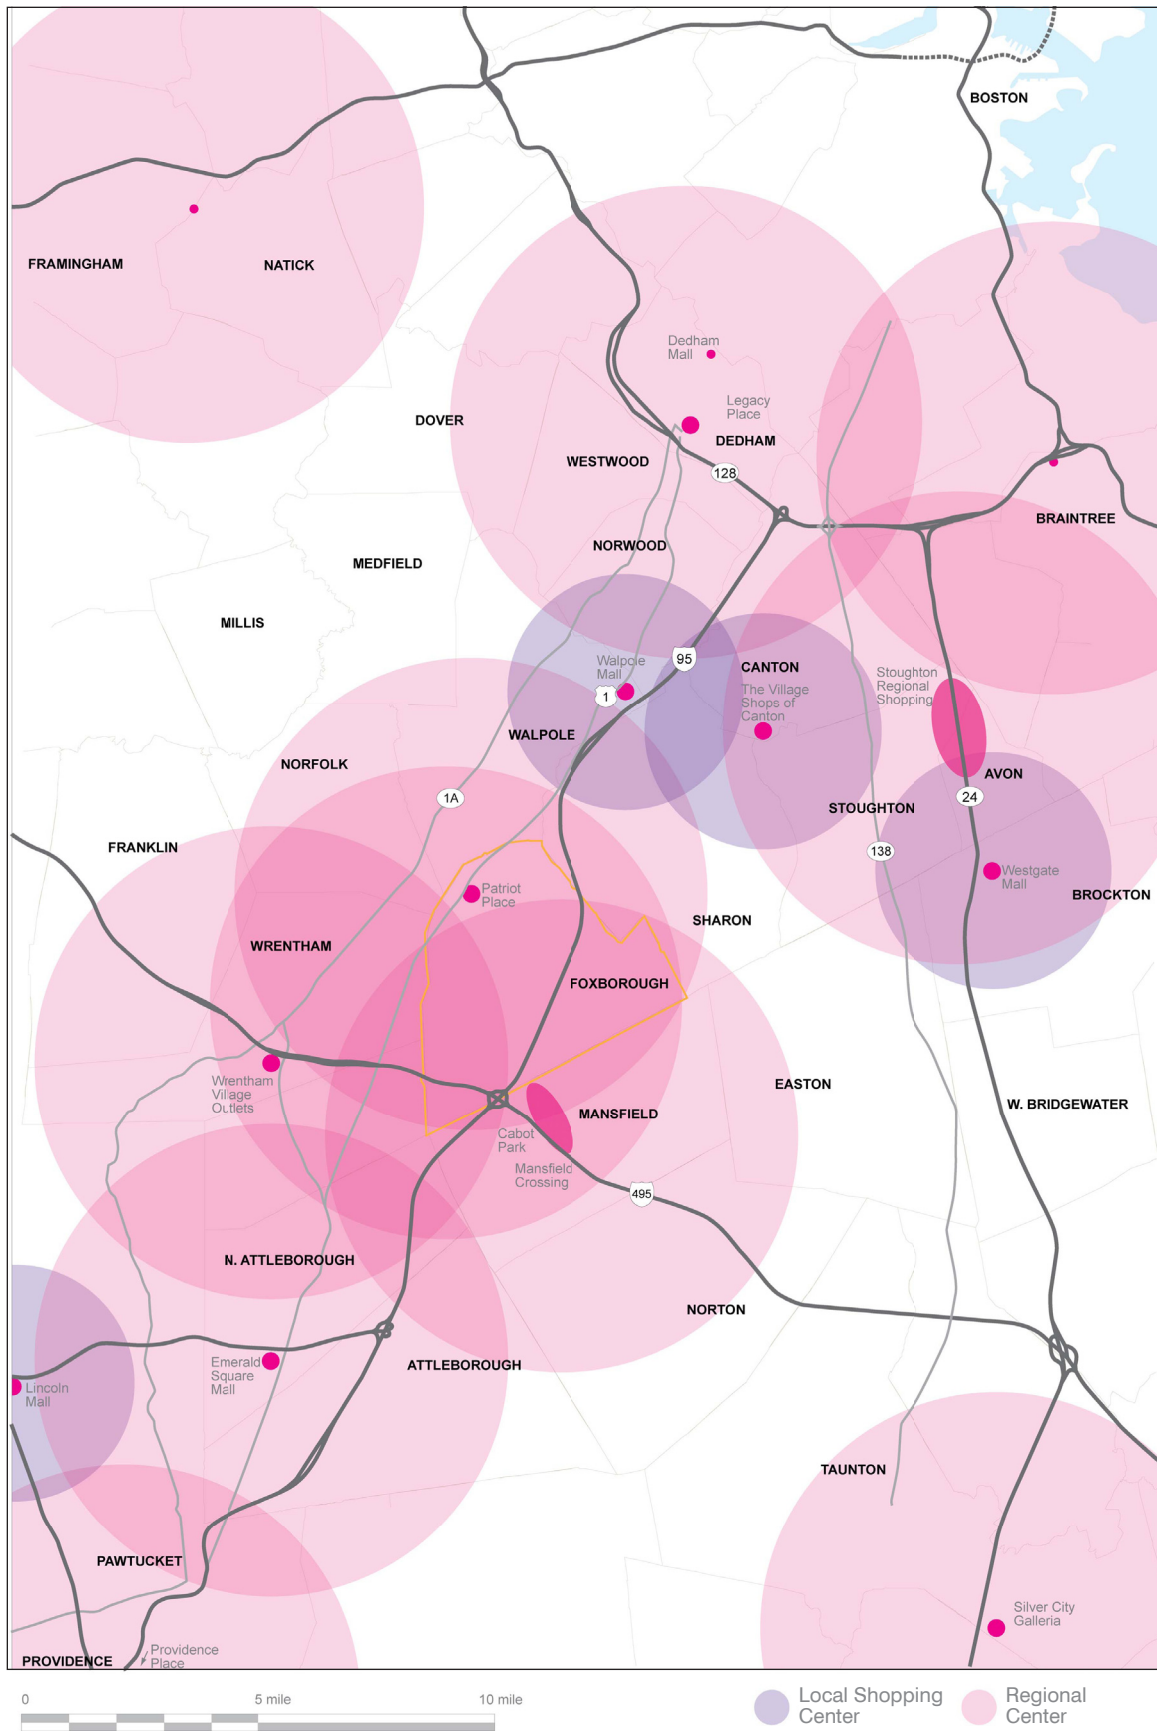 BOSTON
FRAMINGHAM
NATICK
Dedham
Mall
Legacy
Place
DOVER
DEDHAM
WESTWOOD
128
BRAINTREE
NORWOOD
MEDFIELD
MILLIS
Walpole
Mall
95
CANTON
The Village
Shops of
Canton
Stoughton
Regional
Shopping
1
WALPOLE
NORFOLK
AVON
1A
24
STOUGHTON
FRANKLIN
138
Patriot
Place
Westgate
Mall
BROCKTON
SHARON
WRENTHAM
FOXBOROUGH
Wrentham
Village
Outlets
EASTON
MANSFIELD
W. BRIDGEWATER
Cabot
Park
Mansfield
Crossing
495
N. ATTLEBOROUGH
NORTON
Emerald
Square
Mall
ATTLEBOROUGH
Lincoln
Mall
TAUNTON
PAWTUCKET
Silver City
Galleria
Providence
Place
PROVIDENCE
0 5 mile 10 mile
Local Shopping
Center
Regional
Center